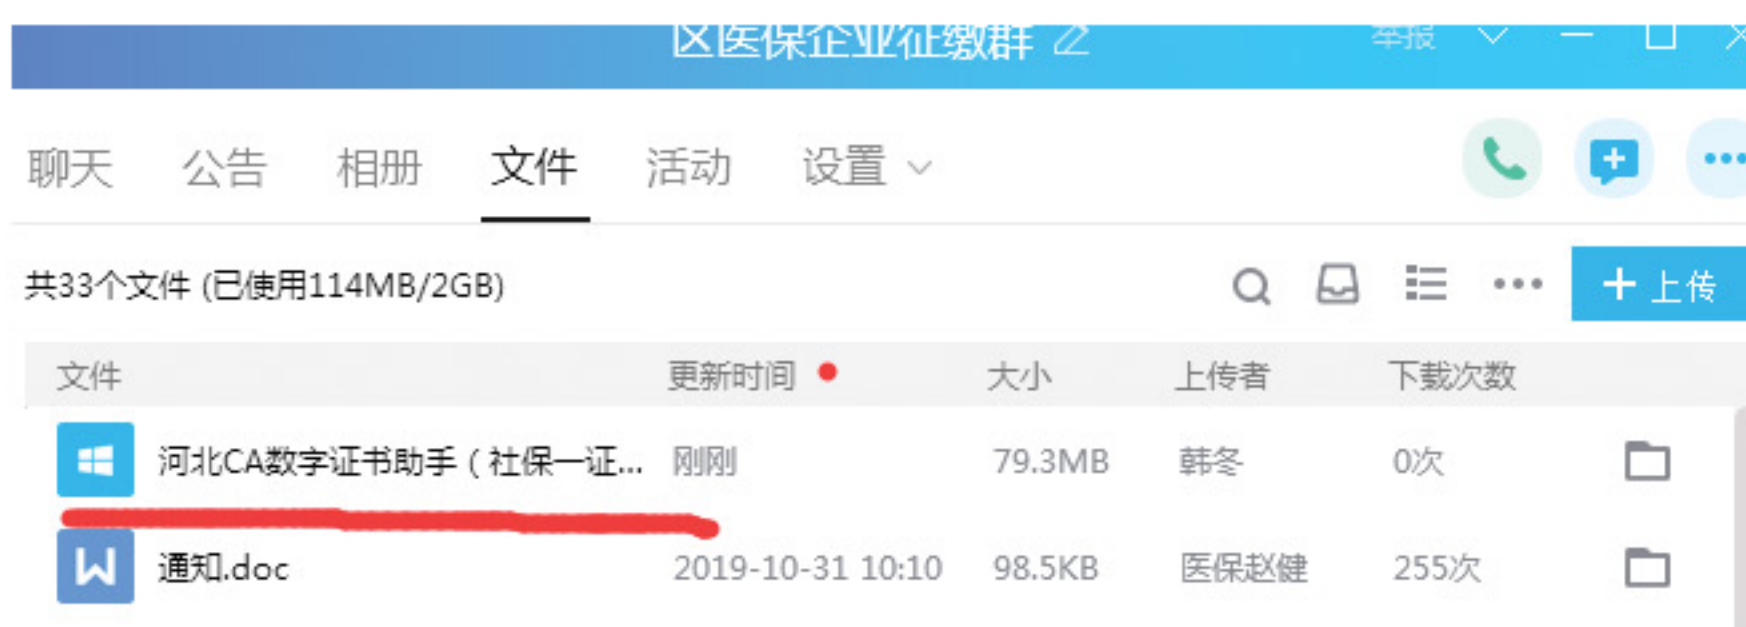 区医保企业征缴群 举报
聊天 公告 相册 文件 活动 设置
共33个文件 (已使用114MB/2GB) 上传
文件 更新时间 大小 上传者 下载次数
河北CA数字证书助手（社保一证... 刚刚 79.3MB 韩冬 0次
通知.doc 2019-10-31 10:10 98.5KB 医保赵健 255次